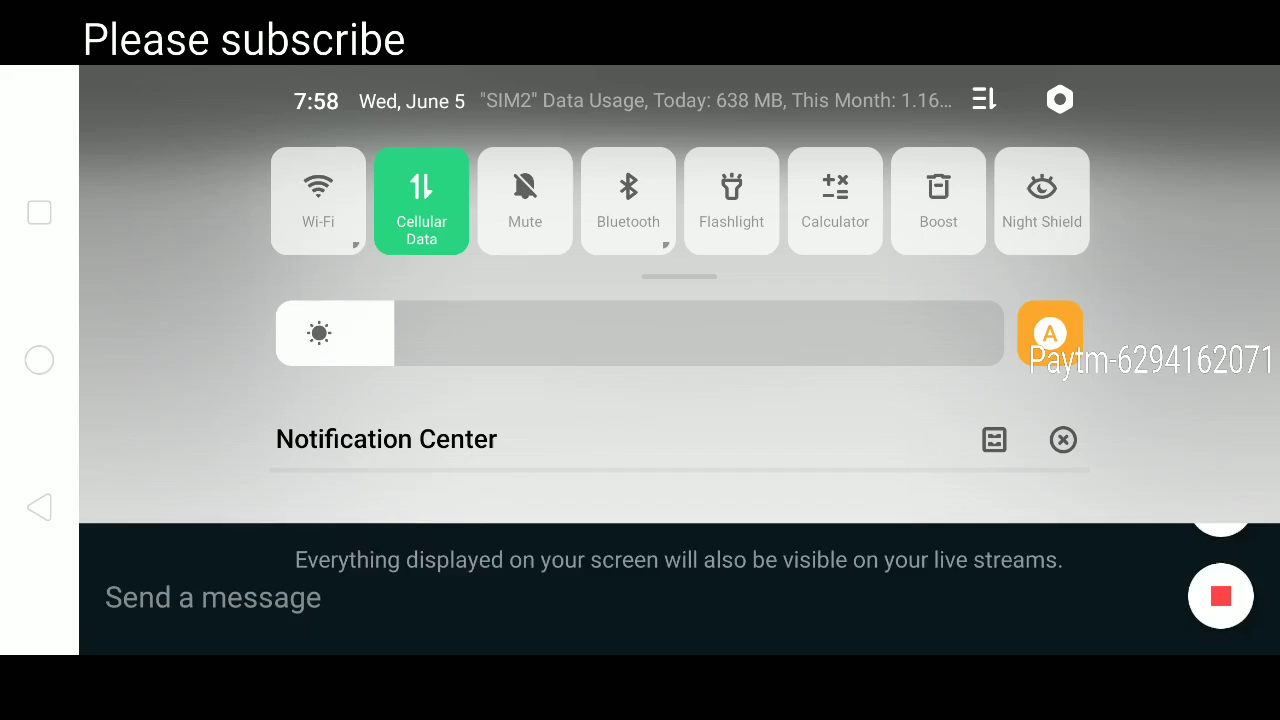 Please subscribe
7:58 Wed, June 5 "SIM2" Data Usage, Today: 638 MB, This Month: 1.16...
Wi-Fi
Cellular
Data
Mute
Bluetooth
Flashlight
Calculator
Boost
Night Shield
A
Paytm-6294162071
Notification Center
Everything displayed on your screen will also be visible on your live streams.
Send a message